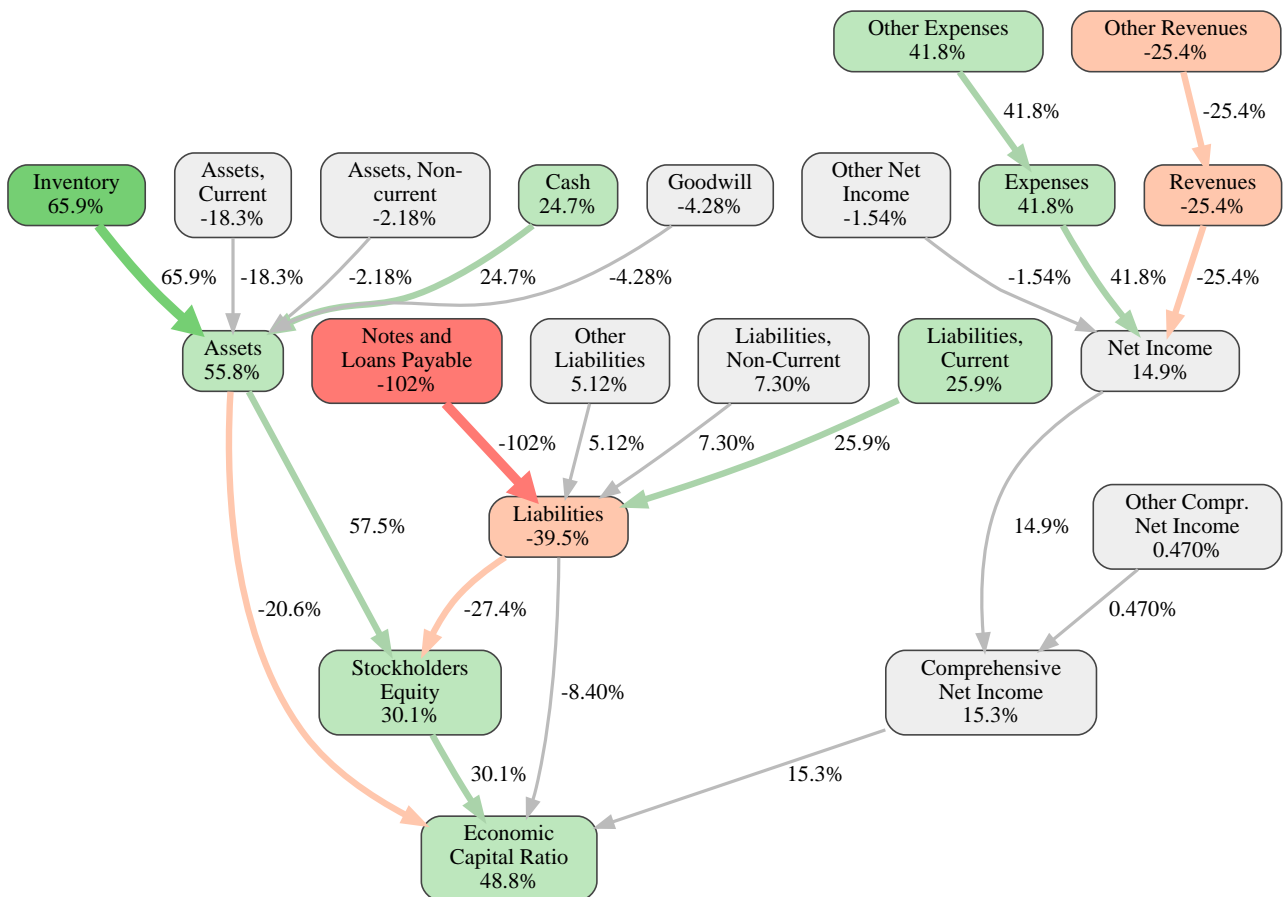 Other Expenses
41.8%
Other Revenues
-25.4%
41.8%
-25.4%
Inventory
65.9%
Assets,
Current
-18.3%
Assets, Non-
current
-2.18%
Cash
24.7%
Goodwill
-4.28%
Other Net
Income
-1.54%
Expenses
41.8%
Revenues
-25.4%
65.9%
-18.3%
-2.18%
24.7%
-4.28%
-1.54%
41.8%
-25.4%
Assets
55.8%
Notes and
Loans Payable
-102%
Other
Liabilities
5.12%
Liabilities,
Non-Current
7.30%
Liabilities,
Current
25.9%
Net Income
14.9%
-102%
5.12%
7.30%
25.9%
57.5%
Liabilities
-39.5%
14.9%
Other Compr.
Net Income
0.470%
-20.6%
-27.4%
0.470%
Stockholders
Equity
30.1%
-8.40%
Comprehensive
Net Income
15.3%
30.1%
15.3%
Economic
Capital Ratio
48.8%